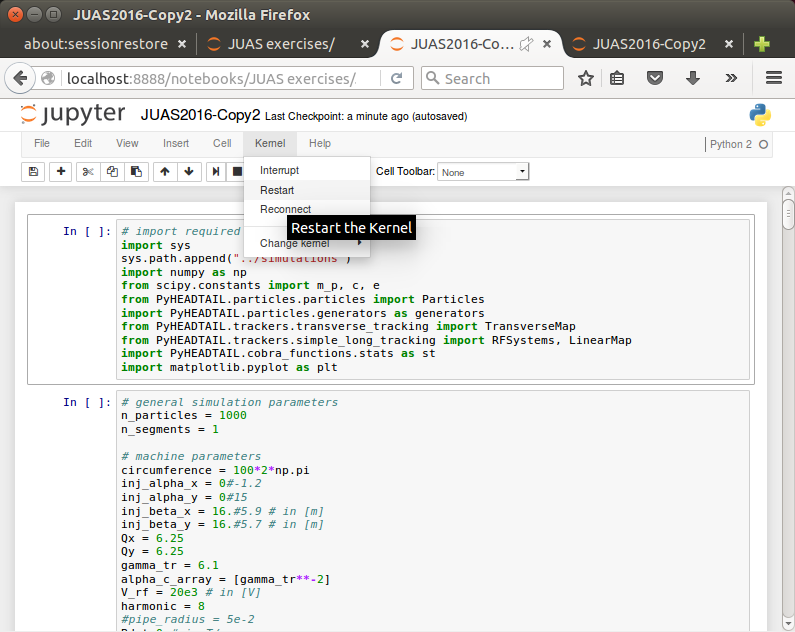 JUAS2016-Copy2 - Mozilla Firefox
about:sessionrestore
JUAS exercises/
JUAS2016-Co...
JUAS2016-Copy2
localhost:8888/notebooks/JUAS exercises/.
Search
jupyter JUAS2016-Copy2 Last Checkpoint: a minute ago (autosaved)
File Edit View Insert Cell Kernel Help
Python 2
Cell Toolbar: None
Interrupt
Restart
Reconnect
Restart the Kernel
Change kernel
In [ ]: # import required
import sys
sys.path.append("../simulations")
import numpy as np
from scipy.constants import m_p, c, e
from PyHEADTAIL.particles.particles import Particles
import PyHEADTAIL.particles.generators as generators
from PyHEADTAIL.trackers.transverse_tracking import TransverseMap
from PyHEADTAIL.trackers.simple_long_tracking import RFSystems, LinearMap
import PyHEADTAIL.cobra_functions.stats as st
import matplotlib.pyplot as plt
In [ ]: # general simulation parameters
n_particles = 1000
n_segments = 1
# machine parameters
circumference = 100*2*np.pi
inj_alpha_x = 0#-1.2
inj_alpha_y = 0#15
inj_beta_x = 16.#5.9 # in [m]
inj_beta_y = 16.#5.7 # in [m]
Qx = 6.25
Qy = 6.25
gamma_tr = 6.1
alpha_c_array = [gamma_tr**-2]
V_rf = 20e3 # in [V]
harmonic = 8
#pipe_radius = 5e-2